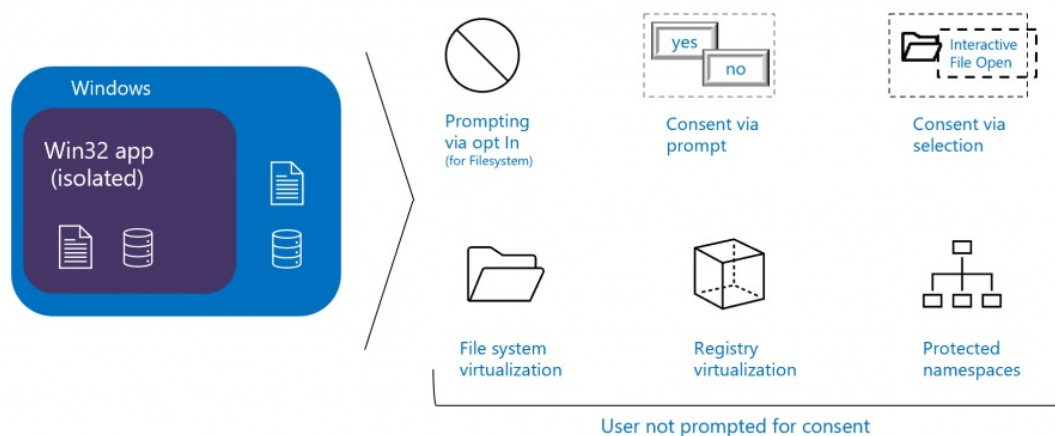 Windows
Win32 app
(isolated)
Prompting
via opt In
(for Filesystem)
yes
no
Consent via
prompt
Interactive
File Open
Consent via
selection
File system
virtualization
Registry
virtualization
Protected
namespaces
User not prompted for consent